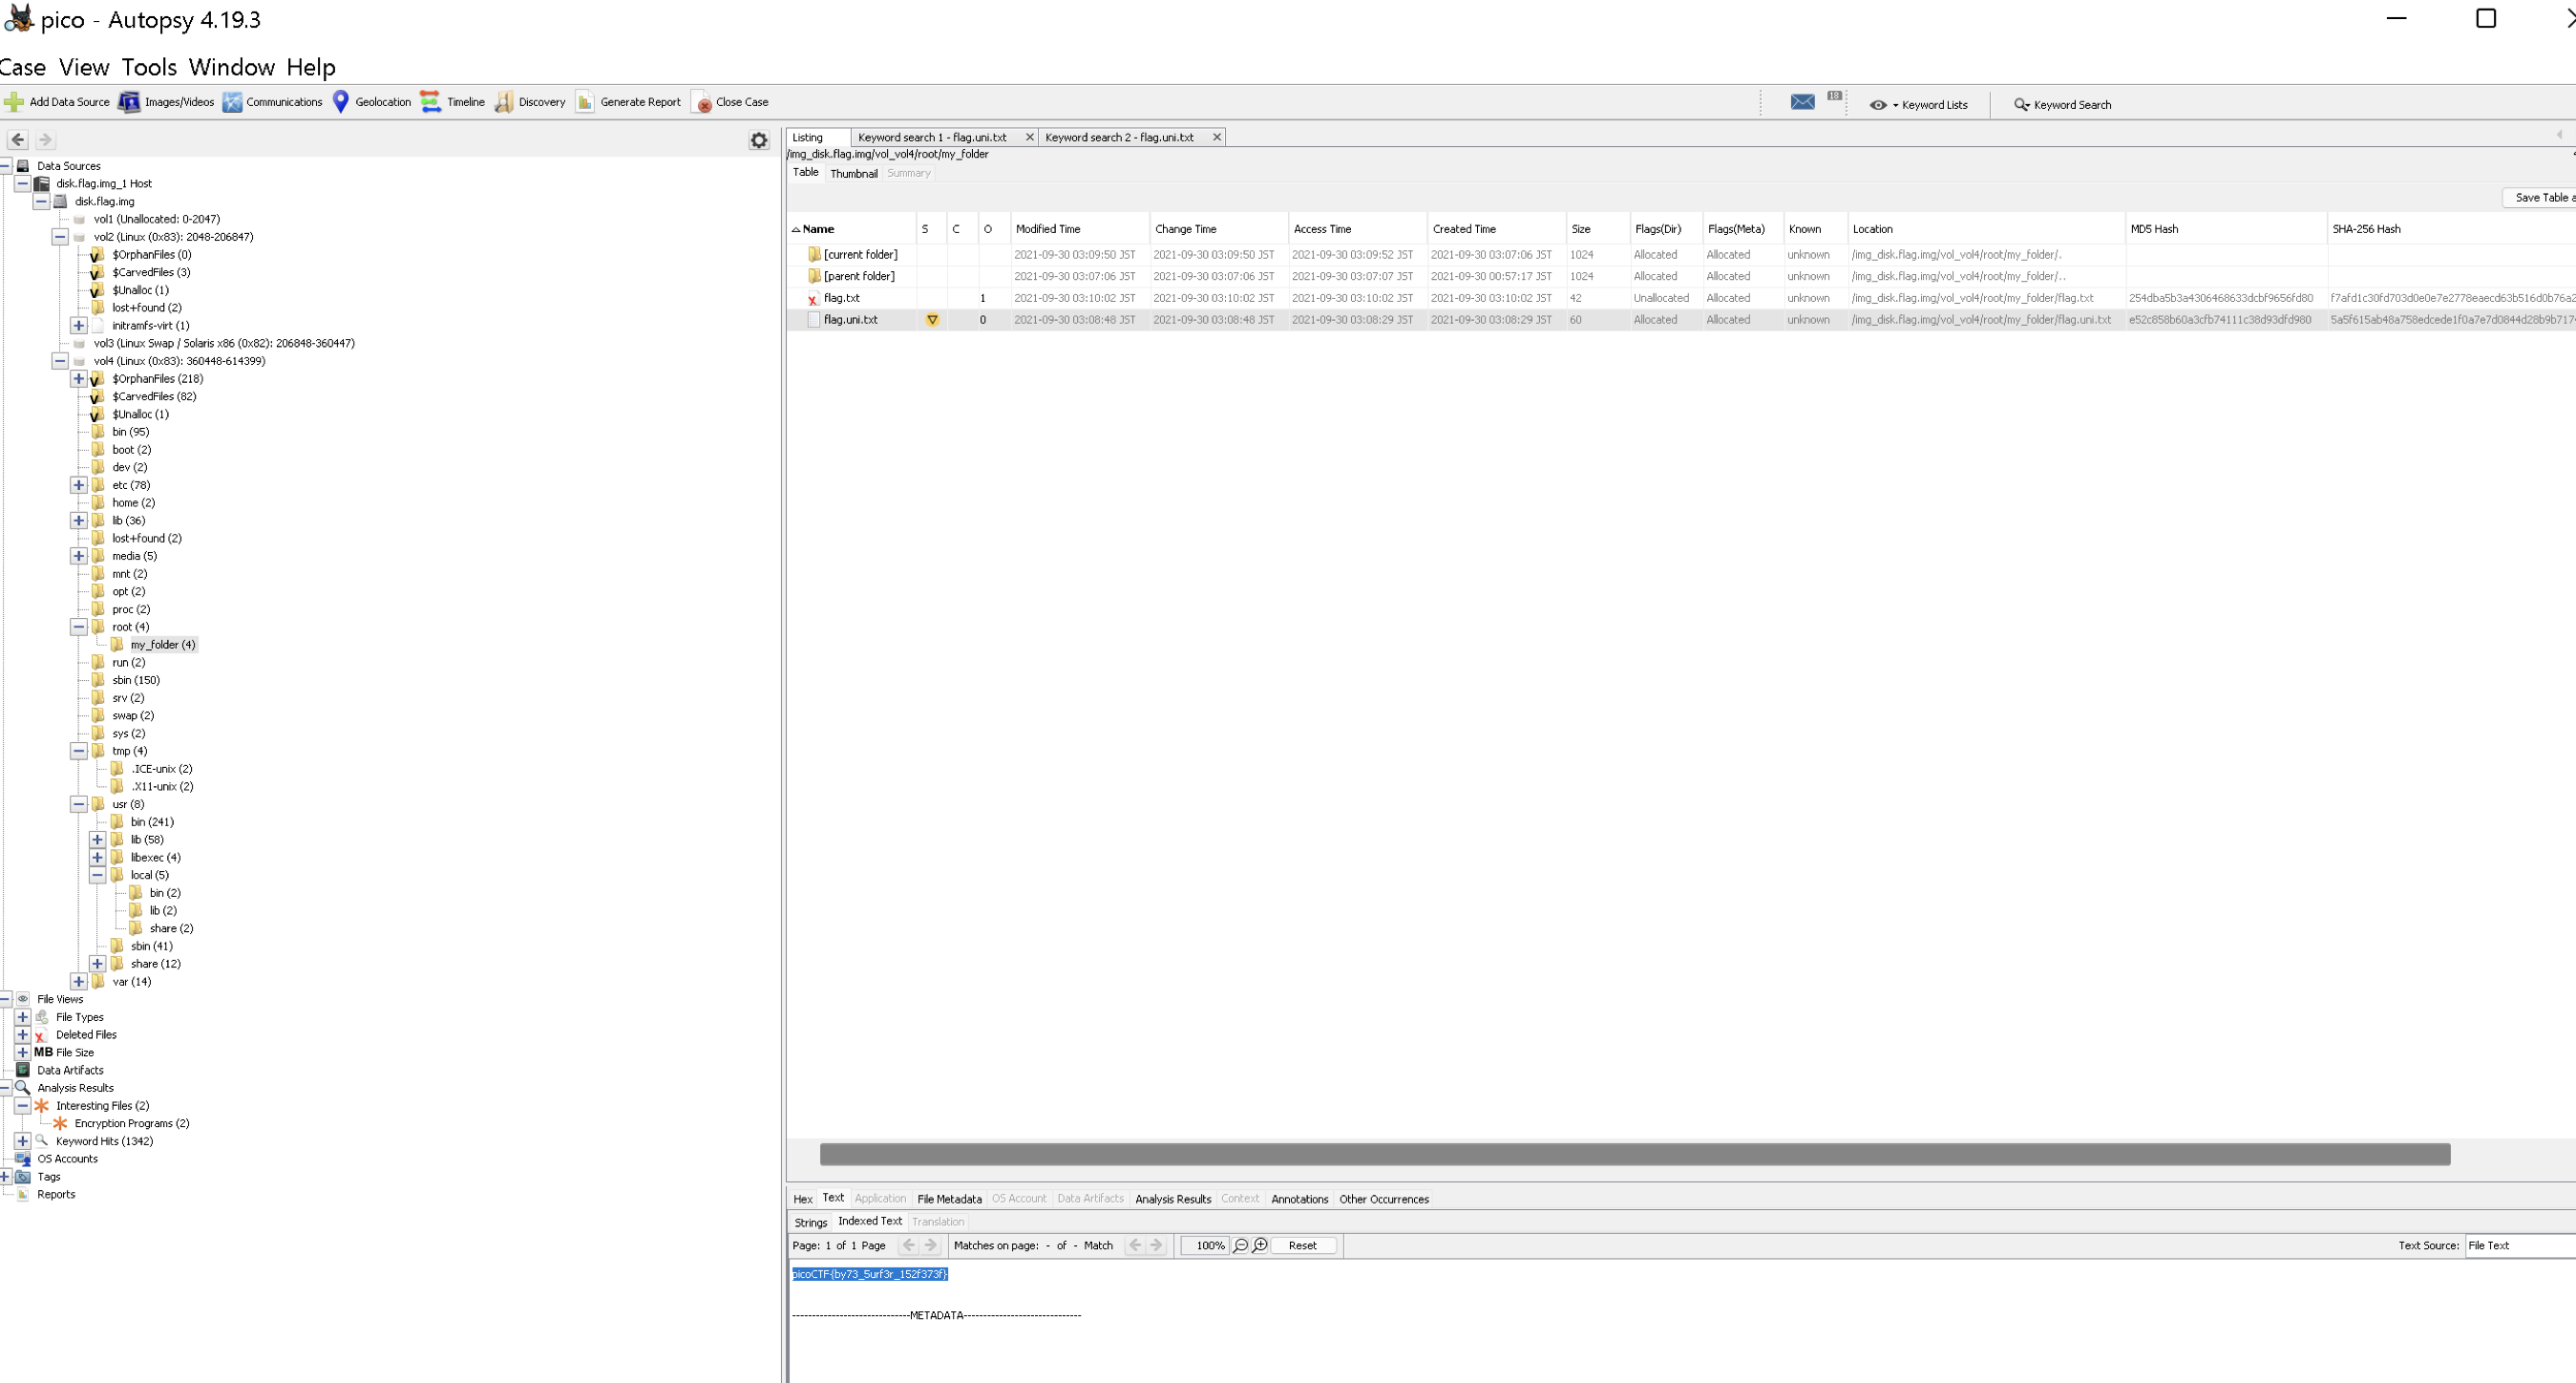 pico - Autopsy 4.19.3
Case View Tools Window Help
Add Data Source Images/Videos Communications Geolocation Timeline Discovery Generate Report Close Case 18 Keyword Lists Keyword Search
Data Sources
disk.flag.img_1 Host
disk.flag.img
vol1 (Unallocated: 0-2047)
vol2 (Linux (0x83): 2048-206847)
$OrphanFiles (0)
$CarvedFiles (3)
$Unalloc (1)
lost+found (2)
initramfs-virt (1)
vol3 (Linux Swap / Solaris x86 (0x82): 206848-360447)
vol4 (Linux (0x83): 360448-614399)
$OrphanFiles (218)
$CarvedFiles (82)
$Unalloc (1)
bin (95)
boot (2)
dev (2)
etc (78)
home (2)
lib (36)
lost+found (2)
media (5)
mnt (2)
opt (2)
proc (2)
root (4)
my_folder (4)
run (2)
sbin (150)
srv (2)
swap (2)
sys (2)
tmp (4)
.ICE-unix (2)
.X11-unix (2)
usr (8)
bin (241)
lib (58)
libexec (4)
local (5)
bin (2)
lib (2)
share (2)
sbin (41)
share (12)
var (14)
File Views
File Types
Deleted Files
MB File Size
Data Artifacts
Analysis Results
Interesting Files (2)
Encryption Programs (2)
Keyword Hits (1342)
OS Accounts
Tags
Reports
Listing Keyword search 1 - flag.uni.txt Keyword search 2 - flag.uni.txt
/img_disk.flag.img/vol_vol4/root/my_folder
Table Thumbnail Summary
Save Table a
Name S C O Modified Time Change Time Access Time Created Time Size Flags(Dir) Flags(Meta) Known Location MD5 Hash SHA-256 Hash
[current folder] 2021-09-30 03:09:50 JST 2021-09-30 03:09:50 JST 2021-09-30 03:09:52 JST 2021-09-30 03:07:06 JST 1024 Allocated Allocated unknown /img_disk.flag.img/vol_vol4/root/my_folder/.
[parent folder] 2021-09-30 03:07:06 JST 2021-09-30 03:07:06 JST 2021-09-30 03:07:07 JST 2021-09-30 00:57:17 JST 1024 Allocated Allocated unknown /img_disk.flag.img/vol_vol4/root/my_folder/..
flag.txt 1 2021-09-30 03:10:02 JST 2021-09-30 03:10:02 JST 2021-09-30 03:10:02 JST 2021-09-30 03:10:02 JST 42 Unallocated Allocated unknown /img_disk.flag.img/vol_vol4/root/my_folder/flag.txt 254dba5b3a4306468633dcbf9656fd80 f7afd1c30fd703d0e0e7e2778eaecd63b516d0b76a2
flag.uni.txt 0 2021-09-30 03:08:48 JST 2021-09-30 03:08:48 JST 2021-09-30 03:08:29 JST 2021-09-30 03:08:29 JST 60 Allocated Allocated unknown /img_disk.flag.img/vol_vol4/root/my_folder/flag.uni.txt e52c858b60a3cfb74111c38d93dfd980 5a5f615ab48a758edcede1f0a7e7d0844d28b9b7174
Hex Text Application File Metadata OS Account Data Artifacts Analysis Results Context Annotations Other Occurrences
Strings Indexed Text Translation
Page: 1 of 1 Page Matches on page: - of - Match 100% Reset Text Source: File Text
picoCTF{by73_5urf3r_152f373f}
------------------------------METADATA------------------------------